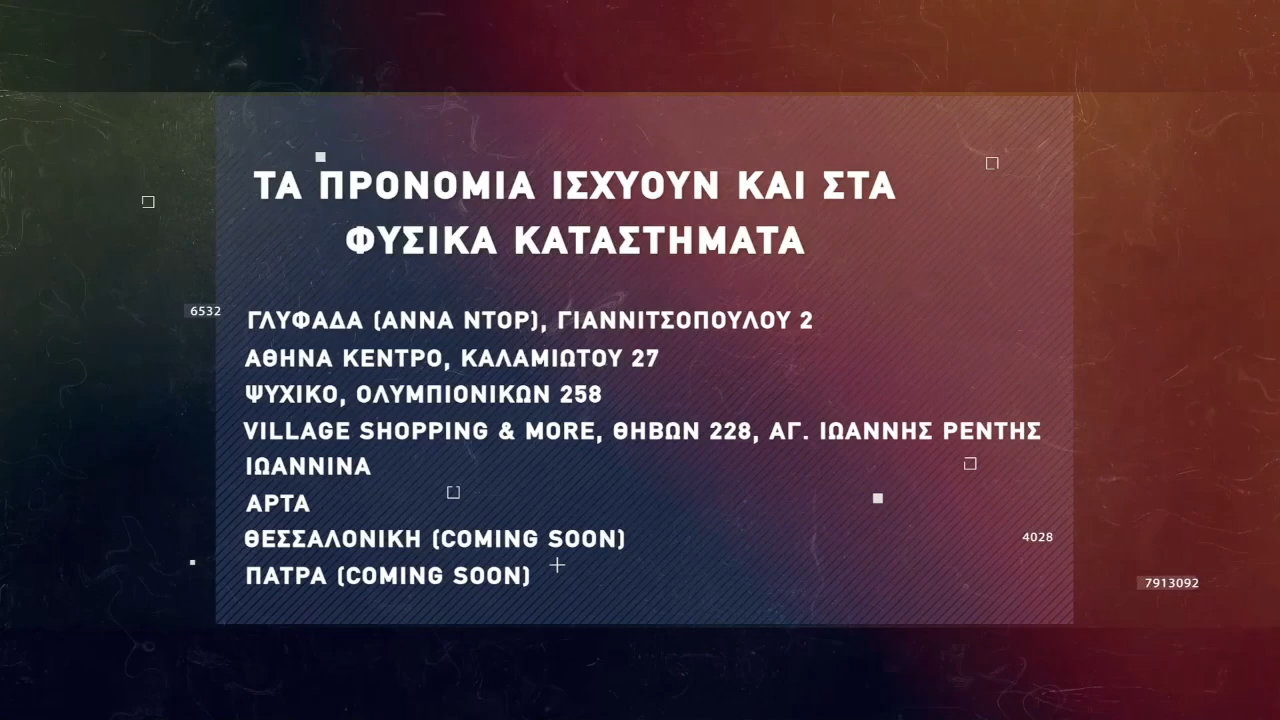 ΤΑ ΠΡΟΝΟΜΙΑ ΙΣΧΥΟΥΝ ΚΑΙ ΣΤΑ
ΦΥΣΙΚΑ ΚΑΤΑΣΤΗΜΑΤΑ
6532
ΓΛΥΦΑΔΑ (ΑΝΝΑ ΝΤΟΡ), ΓΙΑΝΝΙΤΣΟΠΟΥΛΟΥ 2
ΑΘΗΝΑ ΚΕΝΤΡΟ, ΚΑΛΑΜΙΩΤΟΥ 27
ΨΥΧΙΚΟ, ΟΛΥΜΠΙΟΝΙΚΩΝ 258
VILLAGE SHOPPING & MORE, ΘΗΒΩΝ 228, ΑΓ. ΙΩΑΝΝΗΣ ΡΕΝΤΗΣ
ΙΩΑΝΝΙΝΑ
ΑΡΤΑ
ΘΕΣΣΑΛΟΝΙΚΗ (COMING SOON)
4028
ΠΑΤΡΑ (COMING SOON)
7913092